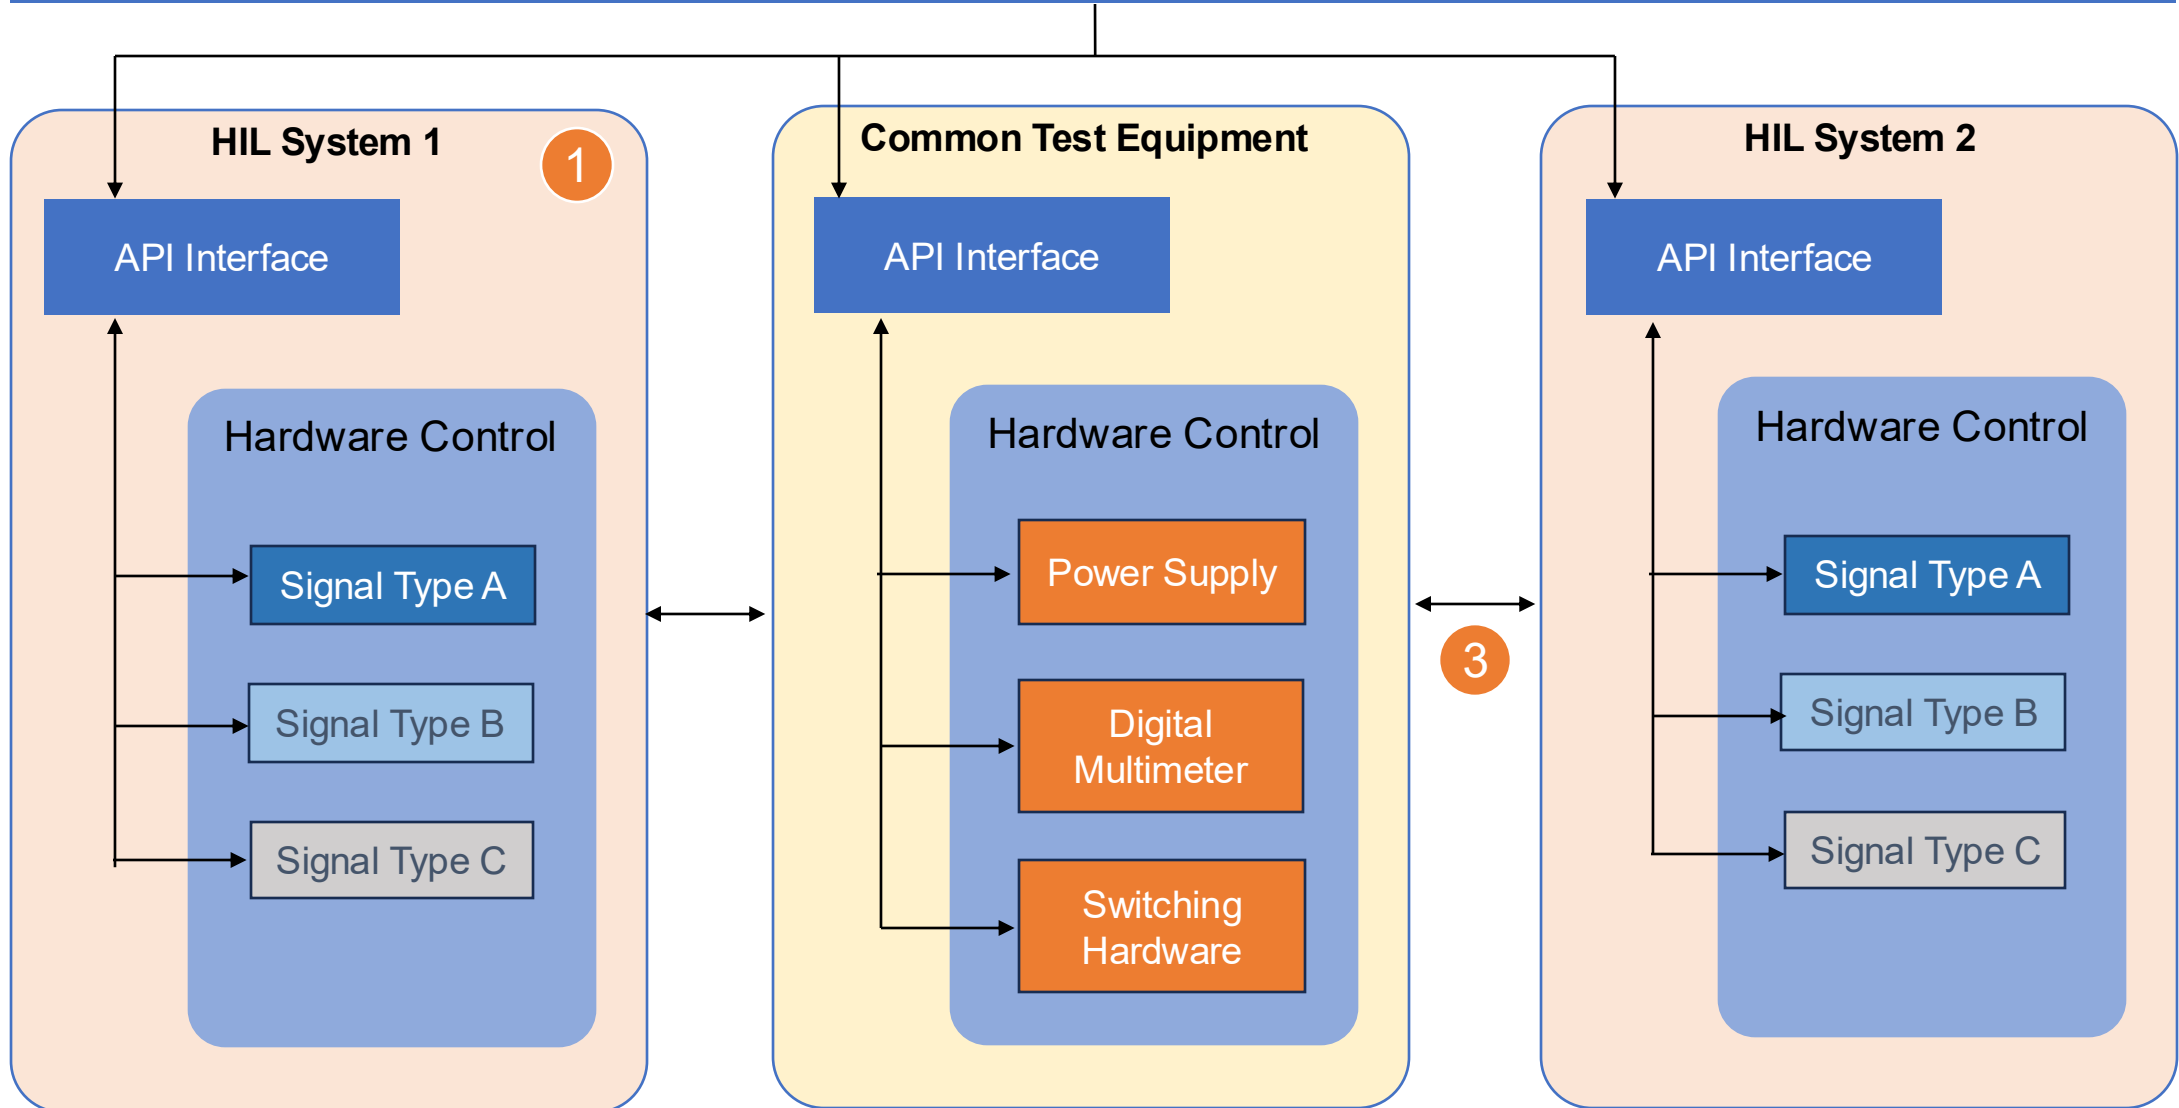 HIL System 1
1
API Interface
Hardware Control
Signal Type A
Signal Type B
Signal Type C
Common Test Equipment
API Interface
Hardware Control
Power Supply
Digital
Multimeter
Switching
Hardware
3
HIL System 2
API Interface
Hardware Control
Signal Type A
Signal Type B
Signal Type C